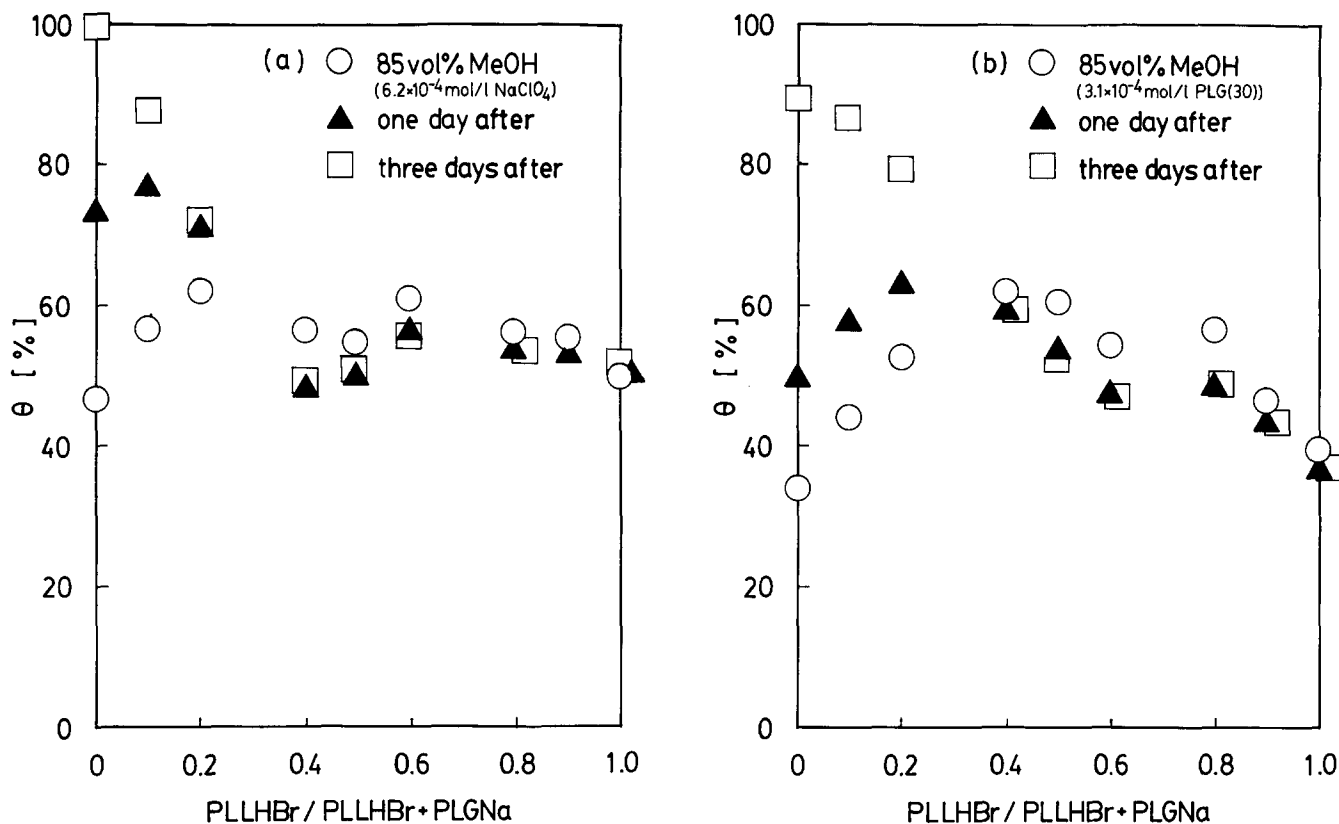 (a) ○ 85vol% MeOH
(6.2×10⁻⁴mol/l NaClO₄)
▲ one day after
□ three days after
100
80
60
40
20
0
θ [%]
0 0.2 0.4 0.6 0.8 1.0
PLLHBr/PLLHBr+PLGNa
(b) ○ 85vol% MeOH
(3.1×10⁻⁴mol/l PLG(30))
▲ one day after
□ three days after
100
80
60
40
20
0
θ [%]
0 0.2 0.4 0.6 0.8 1.0
PLLHBr/PLLHBr+PLGNa